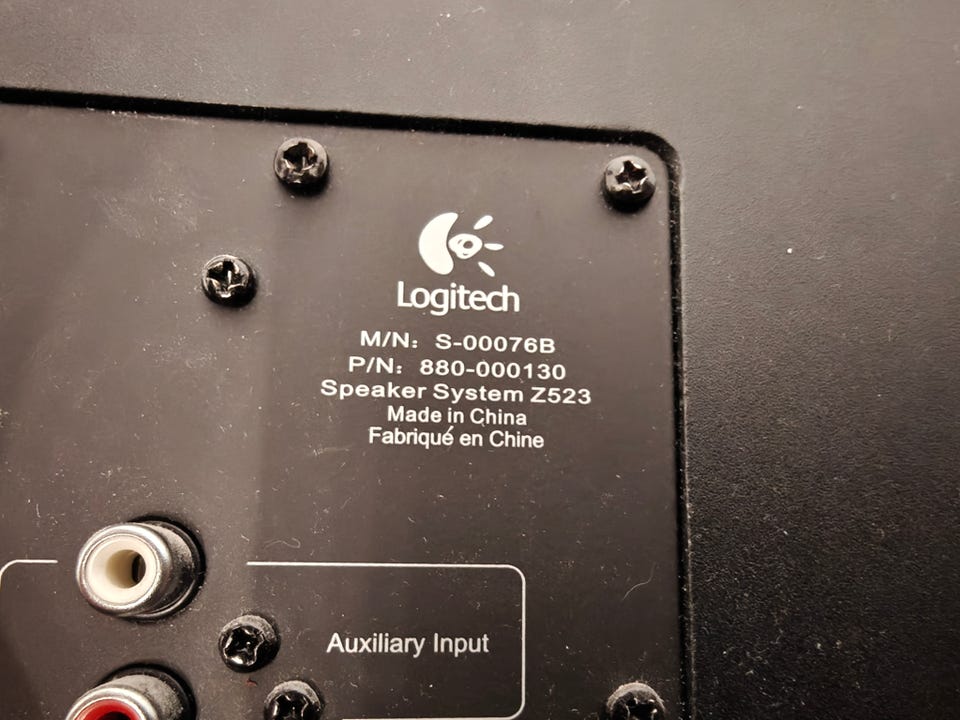 Logitech
M/N: S-00076B
P/N: 880-000130
Speaker System Z523
Made in China
Fabriqué en Chine
Auxiliary Input